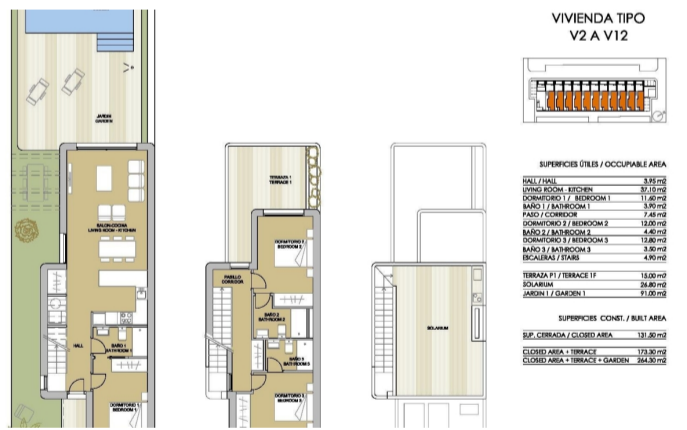 VIVIENDA TIPO
V2 A V12
SUPERFICIES ÚTILES / OCCUPIABLE AREA
HALL / HALL 3.95 m2
LIVING ROOM - KITCHEN 37.10 m2
DORMITORIO 1 / BEDROOM 1 11.60 m2
BAÑO 1 / BATHROOM 1 3.90 m2
PASO / CORRIDOR 7.45 m2
DORMITORIO 2 / BEDROOM 2 12.00 m2
BAÑO 2 / BATHROOM 2 4.40 m2
DORMITORIO 3 / BEDROOM 3 12.80 m2
BAÑO 3 / BATHROOM 3 3.50 m2
ESCALERAS / STAIRS 4.90 m2
TERRAZA P1 / TERRACE 1F 15.00 m2
SOLARIUM 26.80 m2
JARDIN 1 / GARDEN 1 91.00 m2
SUPERFICIES CONST. / BUILT AREA
SUP. CERRADA / CLOSED AREA 131.50 m2
CLOSED AREA + TERRACE 173.30 m2
CLOSED AREA + TERRACE + GARDEN 264.30 m2
JARDIN
GARDEN
SALON-COCINA
LIVING ROOM - KITCHEN
HALL
BAÑO 1
BATHROOM 1
DORMITORIO 1
BEDROOM 1
TERRAZA 1
TERRACE 1
DORMITORIO 2
BEDROOM 2
PASILLO
CORRIDOR
BAÑO 2
BATHROOM 2
BAÑO 3
BATHROOM 3
DORMITORIO 3
BEDROOM 3
SOLARIUM